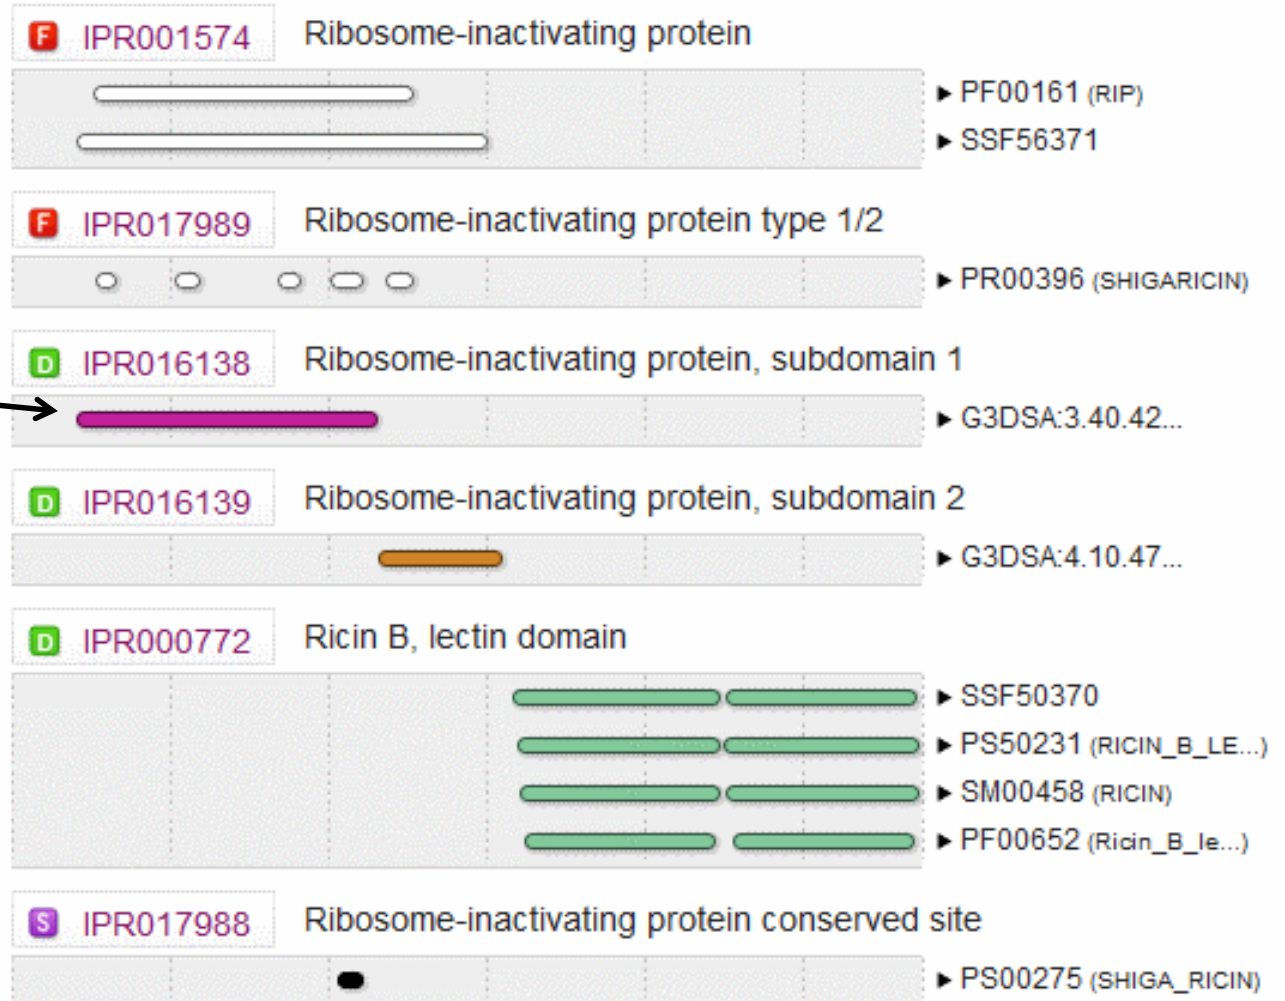 F IPR001574 Ribosome-inactivating protein
PF00161 (RIP)
SSF56371
F IPR017989 Ribosome-inactivating protein type 1/2
PR00396 (SHIGARICIN)
D IPR016138 Ribosome-inactivating protein, subdomain 1
G3DSA:3.40.42...
D IPR016139 Ribosome-inactivating protein, subdomain 2
G3DSA:4.10.47...
D IPR000772 Ricin B, lectin domain
SSF50370
PS50231 (RICIN_B_LE...)
SM00458 (RICIN)
PF00652 (Ricin_B_le...)
S IPR017988 Ribosome-inactivating protein conserved site
PS00275 (SHIGA_RICIN)